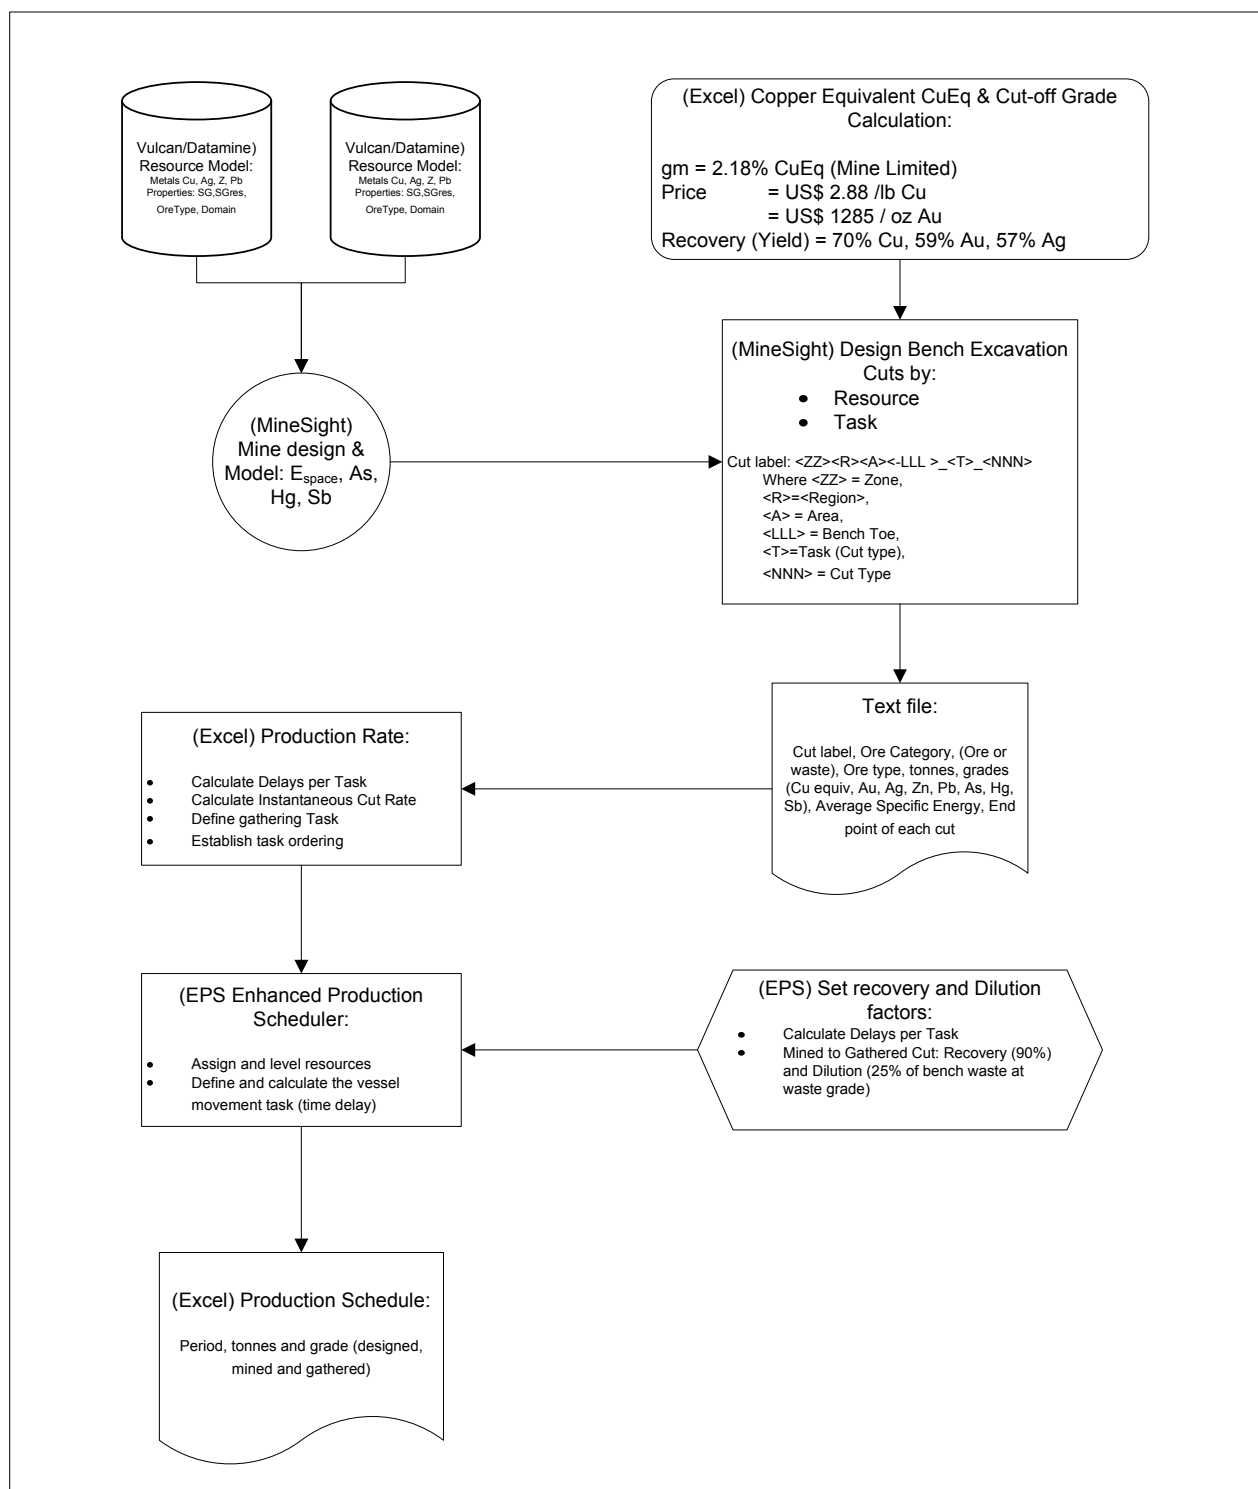 Vulcan/Datamine)
Resource Model:
Metals Cu, Ag, Z, Pb
Properties: SG,SGres,
OreType, Domain
Vulcan/Datamine)
Resource Model:
Metals Cu, Ag, Z, Pb
Properties: SG,SGres,
OreType, Domain
(Excel) Copper Equivalent CuEq & Cut-off Grade
Calculation:
gm = 2.18% CuEq (Mine Limited)
Price = US$ 2.88 /lb Cu
= US$ 1285 / oz Au
Recovery (Yield) = 70% Cu, 59% Au, 57% Ag
(MineSight)
Mine design &
Model: Espace, As,
Hg, Sb
(MineSight) Design Bench Excavation
Cuts by:
• Resource
• Task
Cut label: <ZZ><R><A><-LLL >_<T>_<NNN>
Where <ZZ> = Zone,
<R>=<Region>,
<A> = Area,
<LLL> = Bench Toe,
<T>=Task (Cut type),
<NNN> = Cut Type
Text file:
Cut label, Ore Category, (Ore or
waste), Ore type, tonnes, grades
(Cu equiv, Au, Ag, Zn, Pb, As, Hg,
Sb), Average Specific Energy, End
point of each cut
(Excel) Production Rate:
• Calculate Delays per Task
• Calculate Instantaneous Cut Rate
• Define gathering Task
• Establish task ordering
(EPS Enhanced Production
Scheduler:
• Assign and level resources
• Define and calculate the vessel
movement task (time delay)
(EPS) Set recovery and Dilution
factors:
• Calculate Delays per Task
• Mined to Gathered Cut: Recovery (90%)
and Dilution (25% of bench waste at
waste grade)
(Excel) Production Schedule:
Period, tonnes and grade (designed,
mined and gathered)